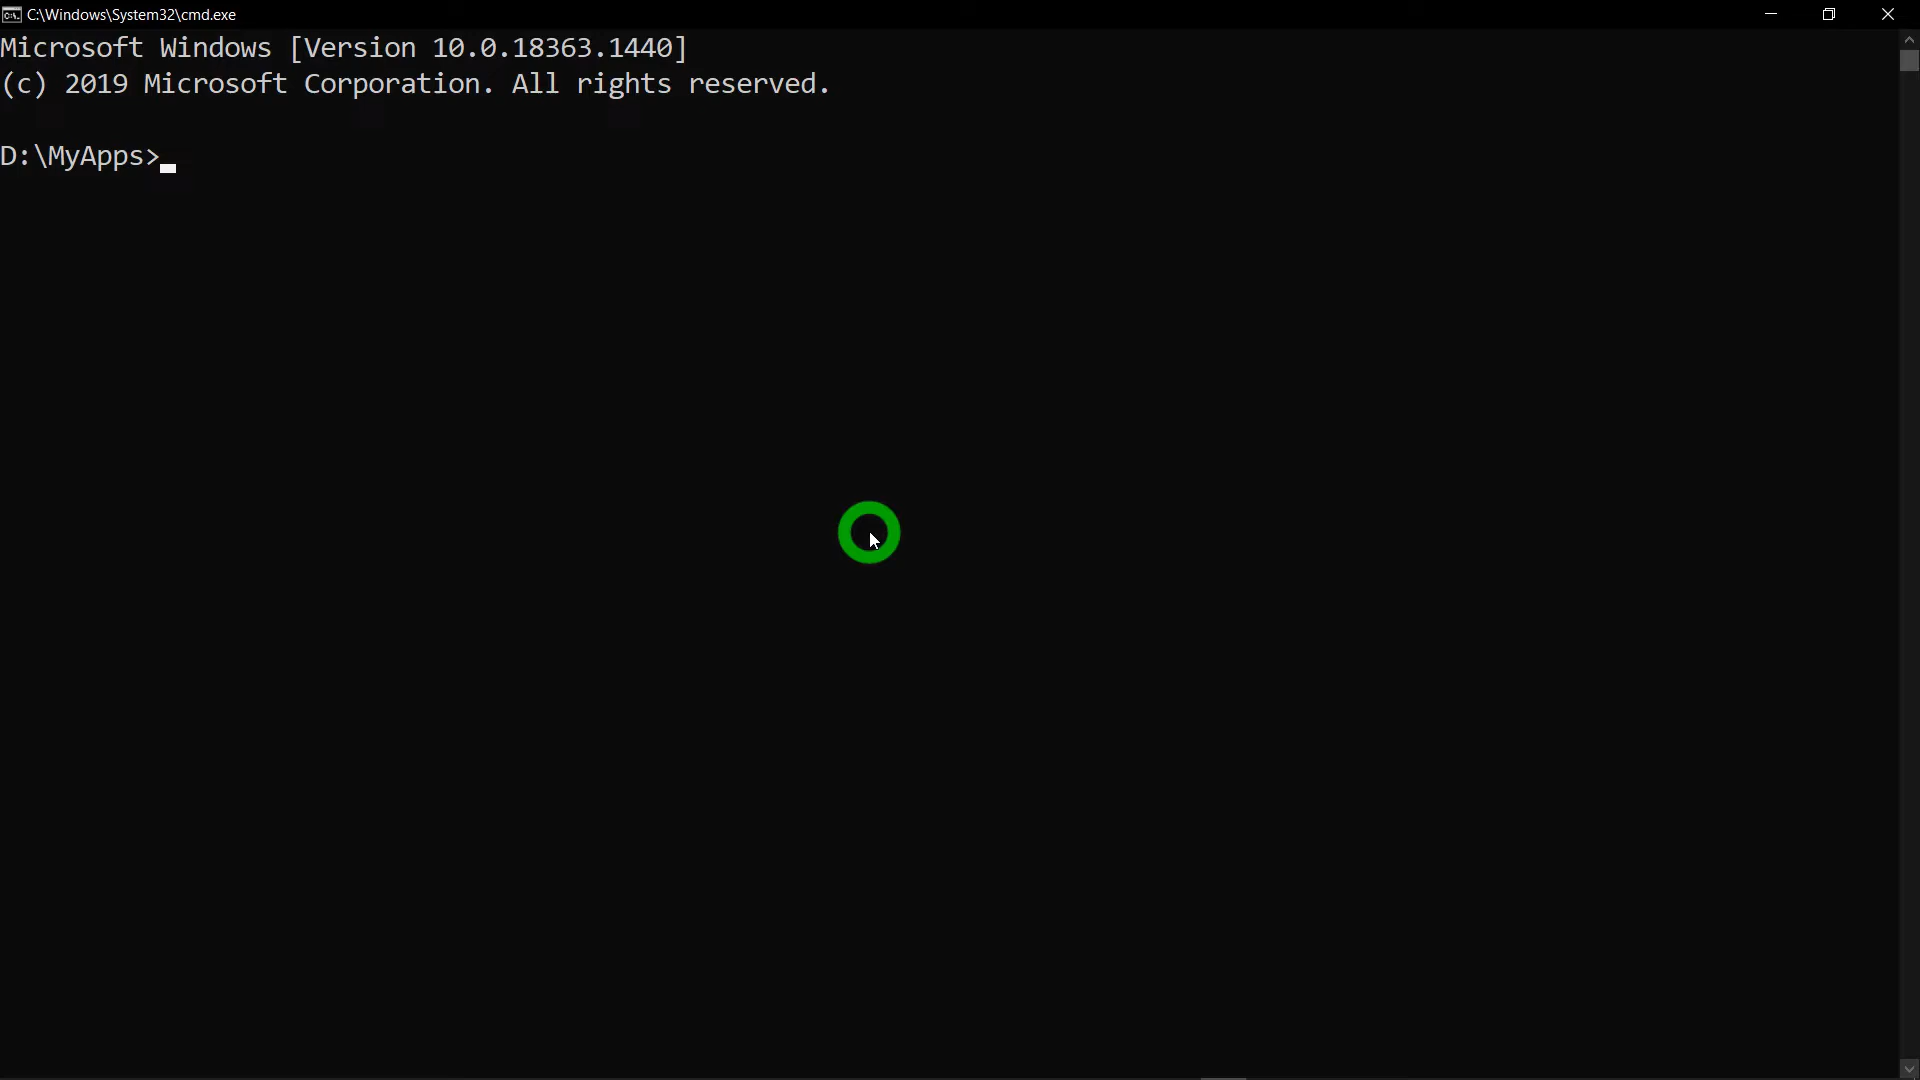 C:\Windows\System32\cmd.exe
Microsoft Windows [Version 10.0.18363.1440]
(c) 2019 Microsoft Corporation. All rights reserved.
D:\MyApps>